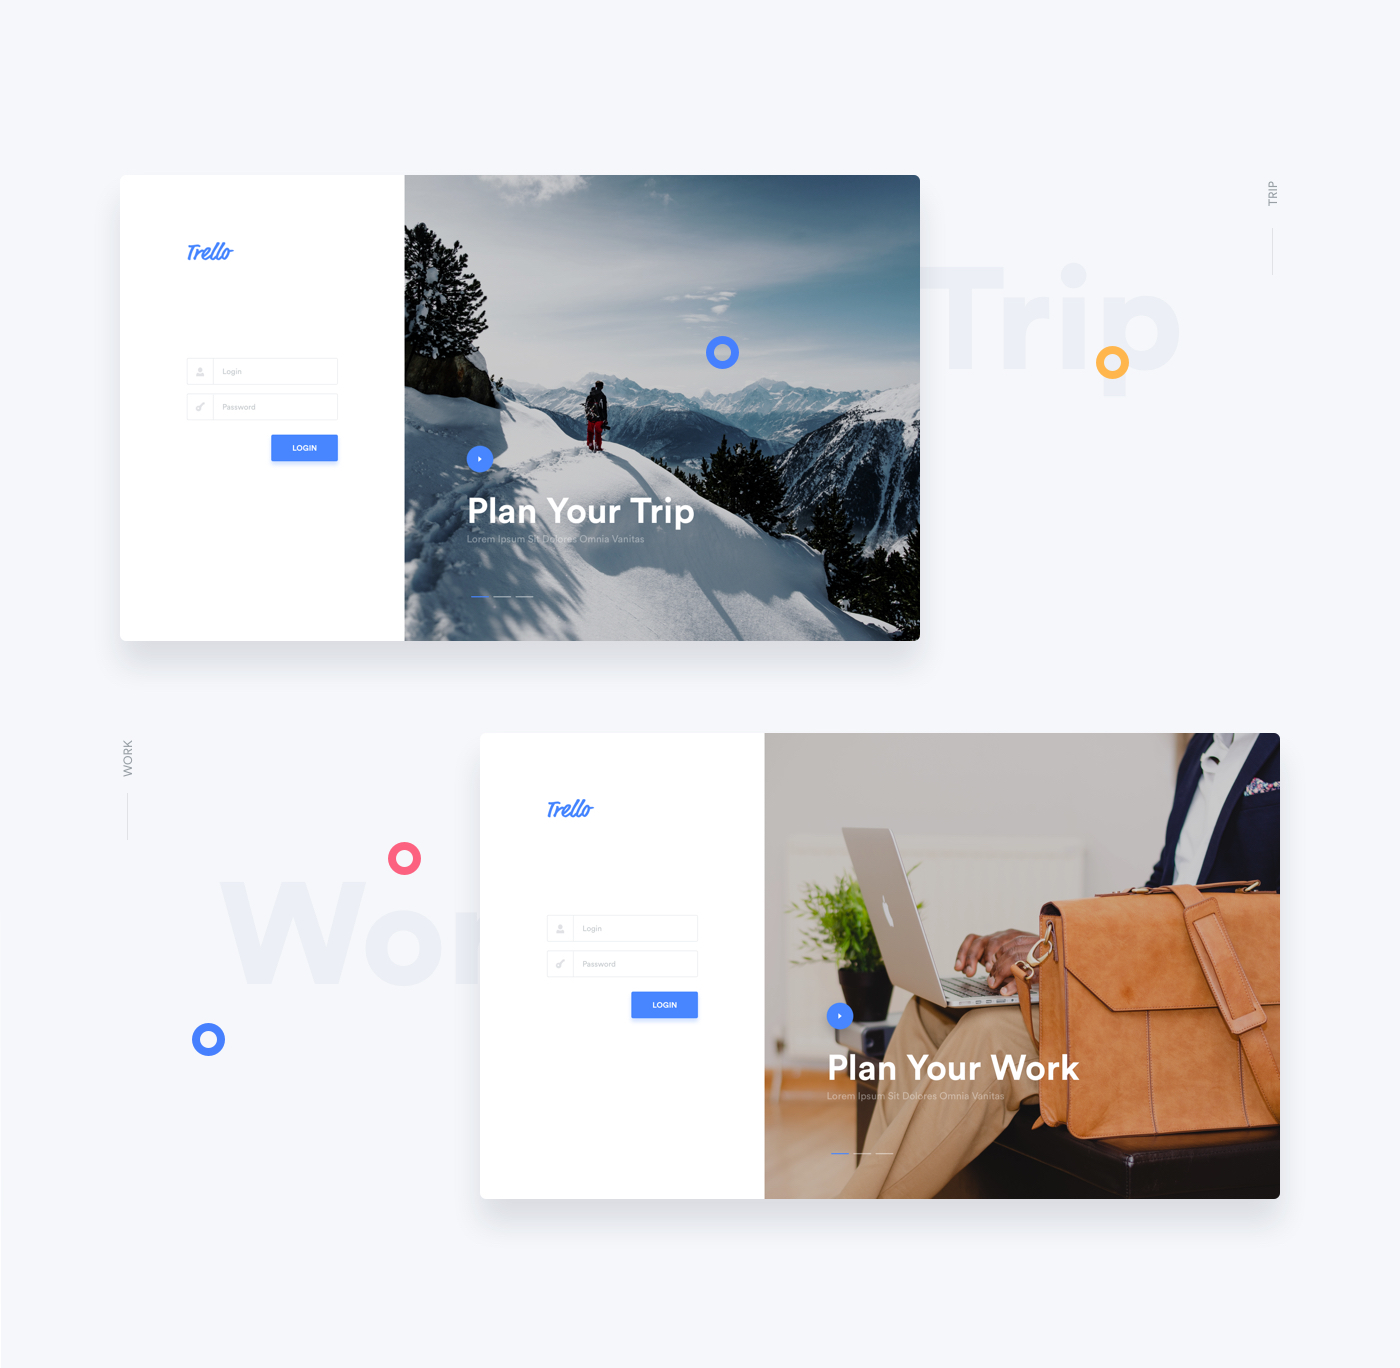 TRIP
Trello
Trip
Login
Password
LOGIN
Plan Your Trip
Lorem Ipsum Sit Dolores Omnia Vanitas
WORK
Trello
Wor
Login
Password
LOGIN
Plan Your Work
Lorem Ipsum Sit Dolores Omnia Vanitas